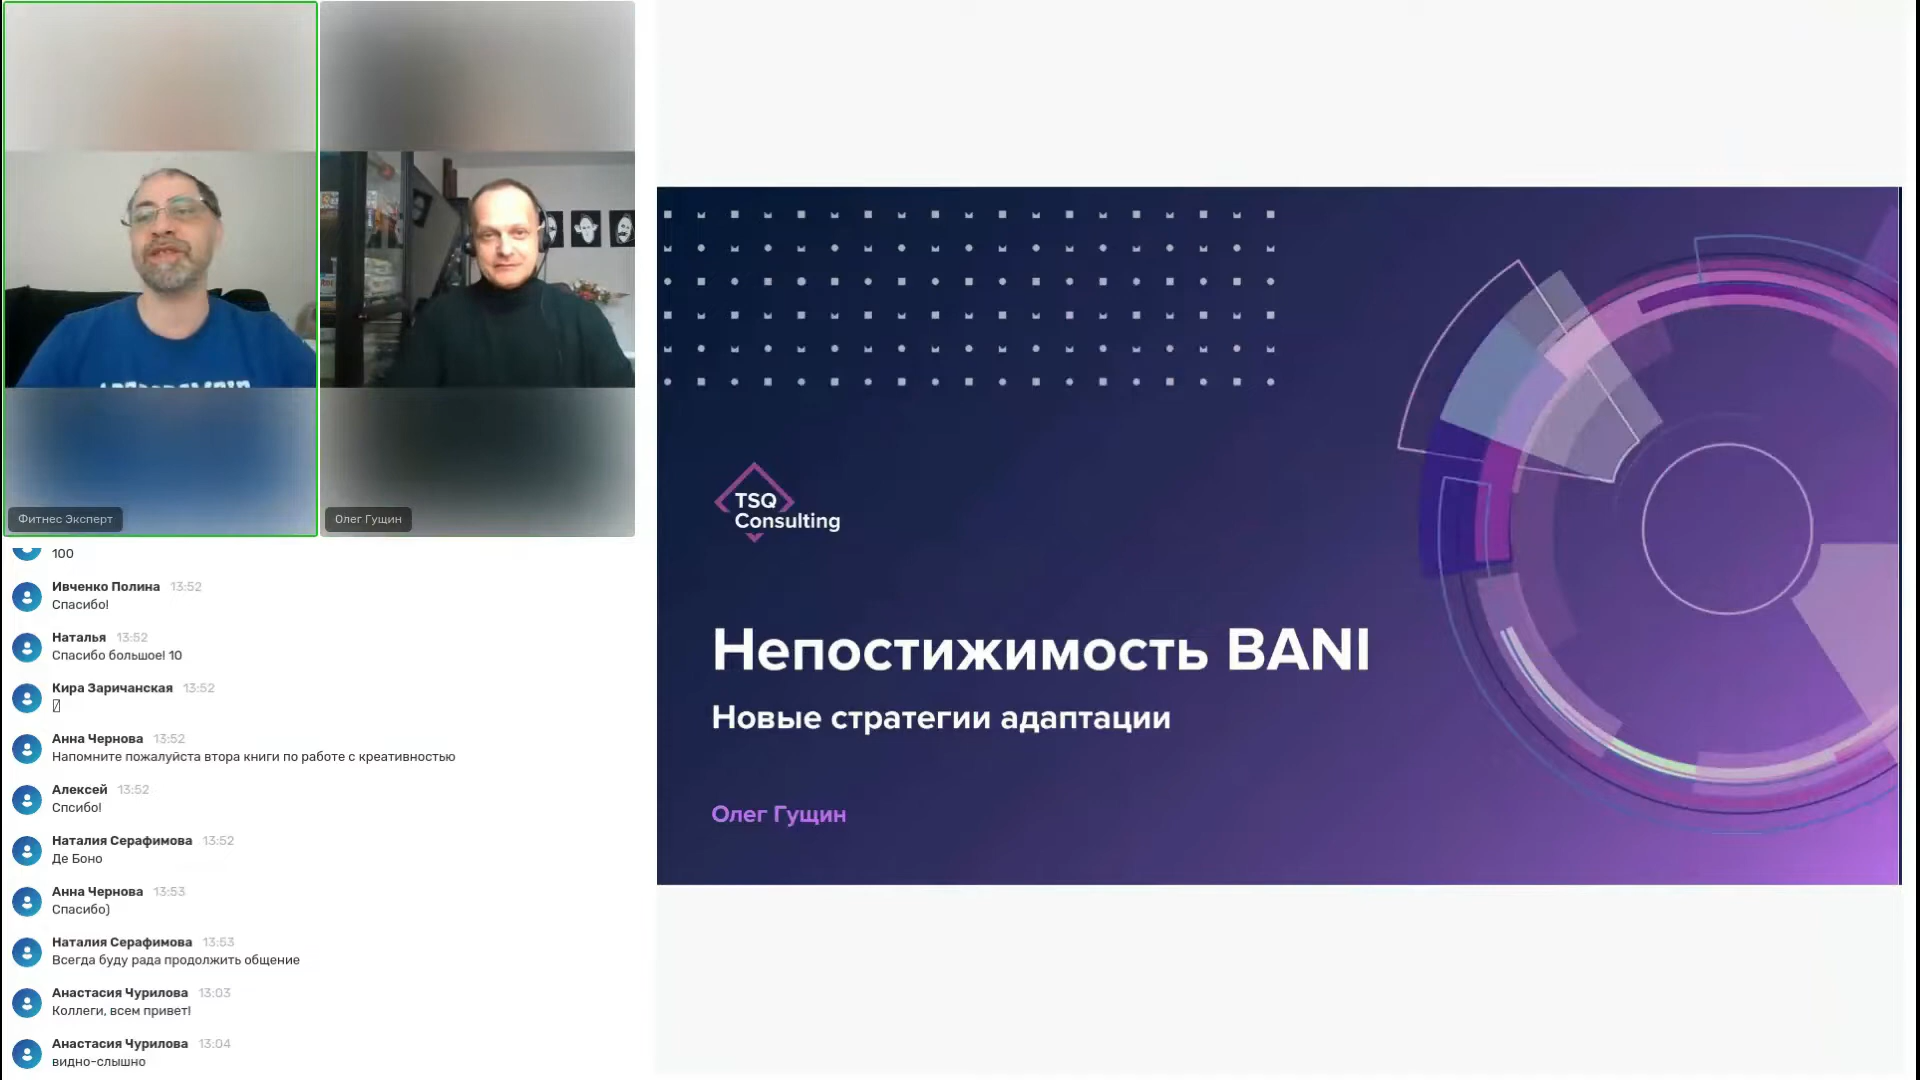 Фитнес Эксперт
Олег Гущин
100
Ивченко Полина 13:52
Спасибо!
Наталья 13:52
Спасибо большое! 10
Кира Заричанская 13:52
Анна Чернова 13:52
Напомните пожалуйста втора книги по работе с креативностью
Алексей 13:52
Спсибо!
Наталия Серафимова 13:52
Де Боно
Анна Чернова 13:53
Спасибо)
Наталия Серафимова 13:53
Всегда буду рада продолжить общение
Анастасия Чурилова 13:03
Коллеги, всем привет!
Анастасия Чурилова 13:04
видно-слышно
TSQ
Consulting
Непостижимость BANI
Новые стратегии адаптации
Олег Гущин